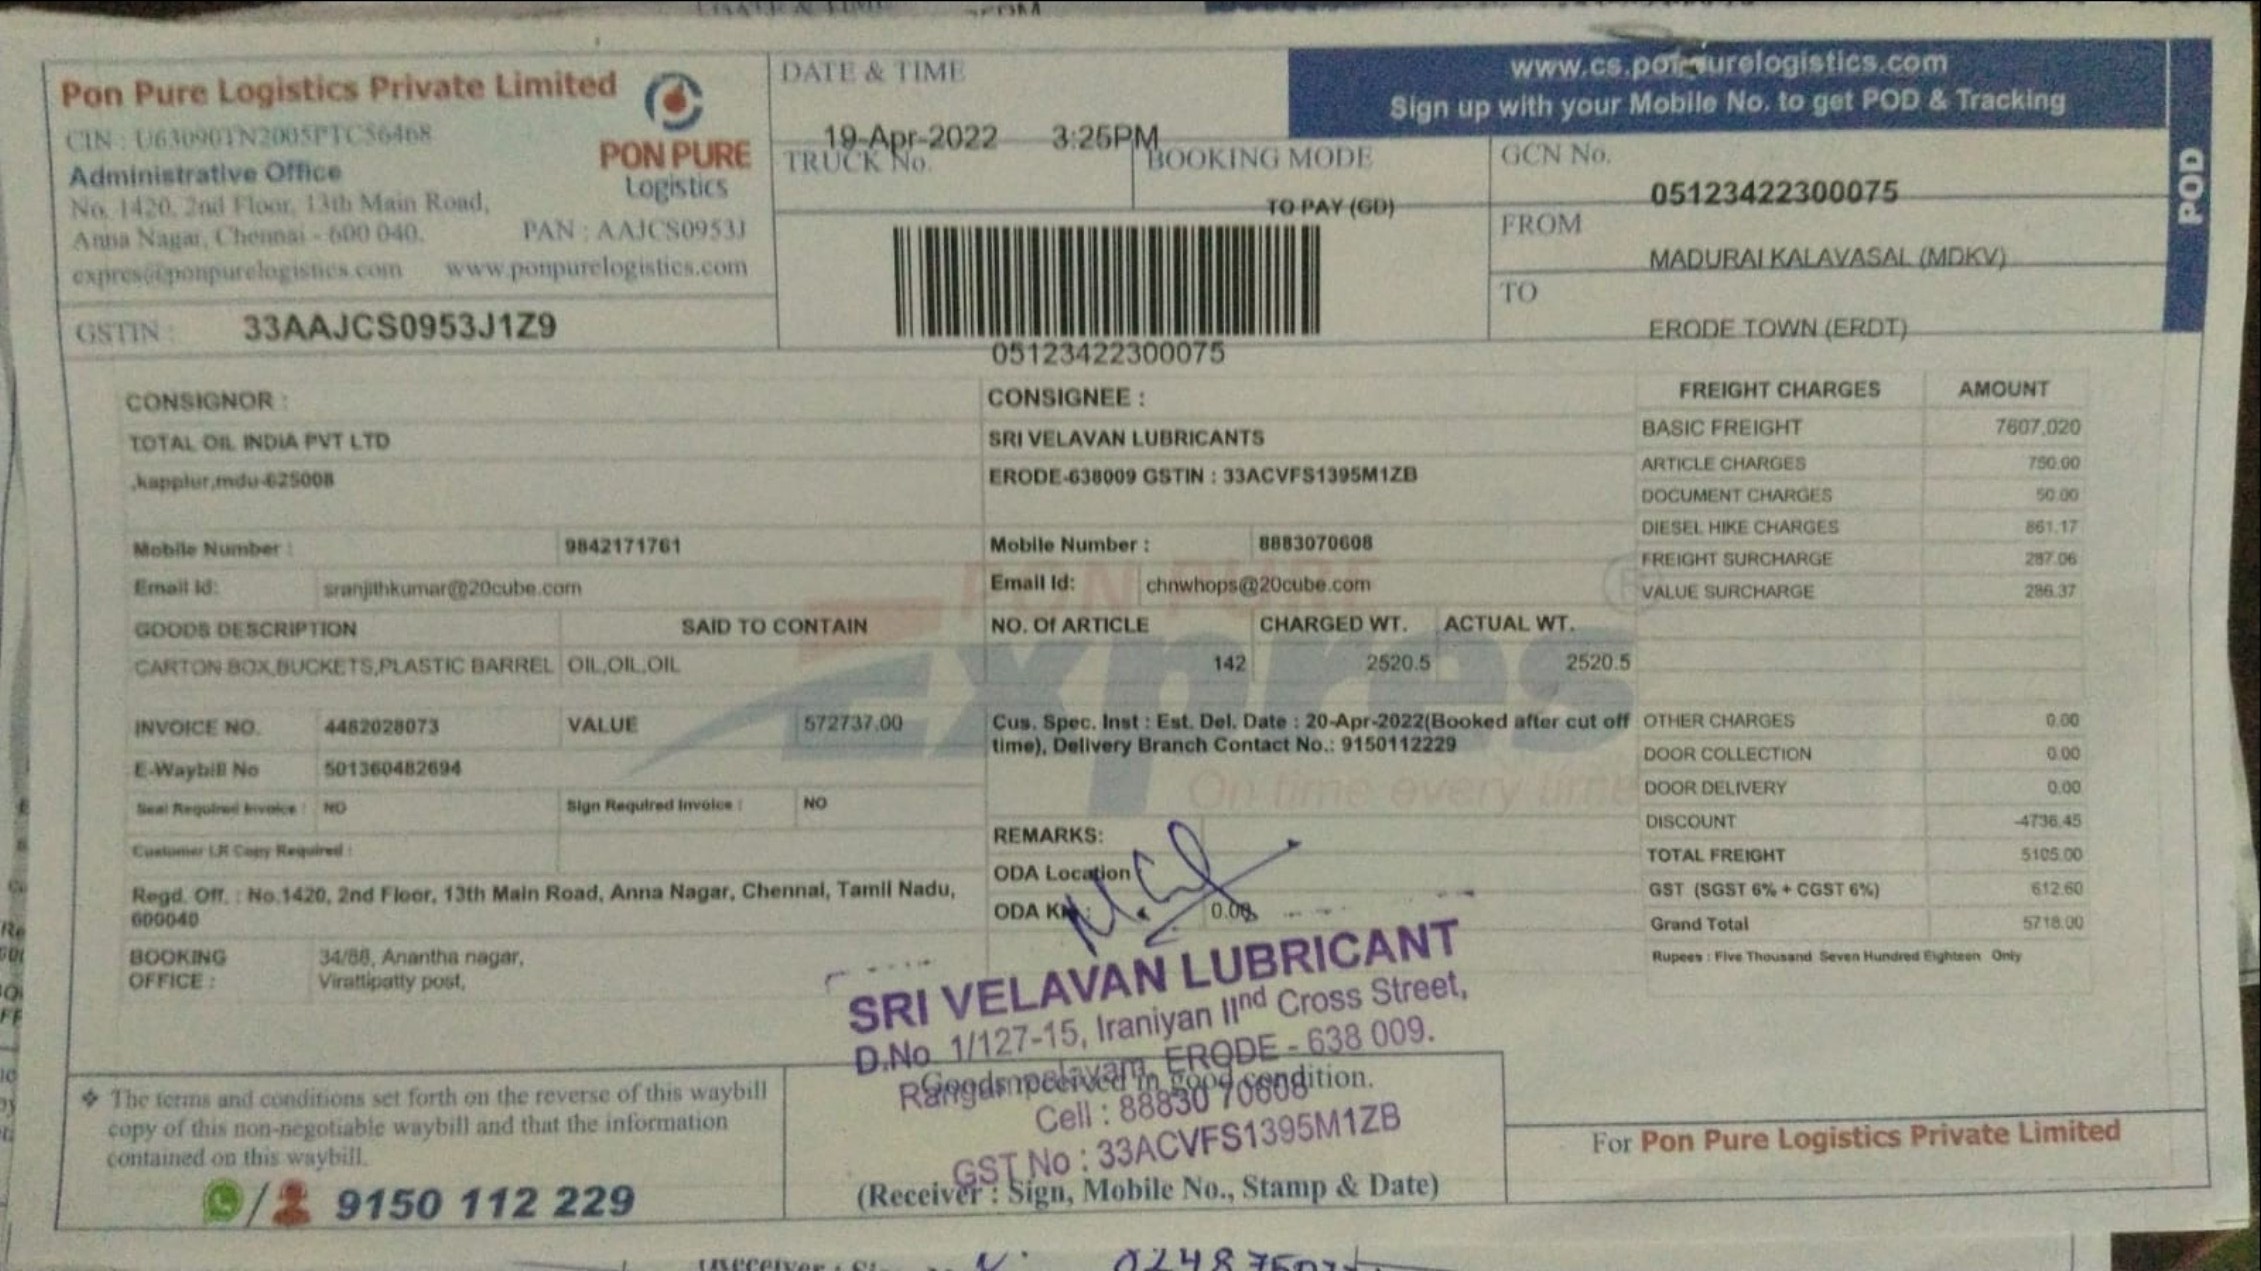 Pon Pure Logistics Private Limited
CIN : U63090TN2005PTC56468
Administrative Office
No. 1420, 2nd Floor, 13th Main Road,
Anna Nagar, Chennai - 600 040.
PAN : AAJCS0953J
expres@ponpurelogistics.com www.ponpurelogistics.com
PON PURE
Logistics
GSTIN : 33AAJCS0953J1Z9
DATE & TIME
19-Apr-2022 3:25PM
TRUCK No.
BOOKING MODE
TO PAY (GD)
05123422300075
Sign up with your Mobile No. to get POD & Tracking
GCN No.
05123422300075
FROM
MADURAI KALAVASAL (MDKV)
TO
ERODE TOWN (ERDT)
POD
CONSIGNOR :
TOTAL OIL INDIA PVT LTD
,kapplur,mdu-625008
Mobile Number : 9842171761
Email Id: sranjithkumar@20cube.com
GOODS DESCRIPTION SAID TO CONTAIN
CARTON BOX,BUCKETS,PLASTIC BARREL OIL,OIL,OIL
INVOICE NO. 4482028073 VALUE 572737.00
E-Waybill No 501360482694
Seal Required Invoice : NO Sign Required Invoice : NO
Customer LR Copy Required :
Regd. Off. : No.1420, 2nd Floor, 13th Main Road, Anna Nagar, Chennai, Tamil Nadu,
600040
BOOKING 34/86, Anantha nagar,
OFFICE : Virattipatty post,
CONSIGNEE :
SRI VELAVAN LUBRICANTS
ERODE-638009 GSTIN : 33ACVFS1395M1ZB
Mobile Number : 8883070608
Email Id: chnwhops@20cube.com
NO. Of ARTICLE CHARGED WT. ACTUAL WT.
142 2520.5 2520.5
PON PURE
Expres
On time every time
Cus. Spec. Inst : Est. Del. Date : 20-Apr-2022(Booked after cut off
time), Delivery Branch Contact No.: 9150112229
REMARKS:
ODA Location
ODA KM : 0.00
FREIGHT CHARGES AMOUNT
BASIC FREIGHT 7607.020
ARTICLE CHARGES 750.00
DOCUMENT CHARGES 50.00
DIESEL HIKE CHARGES 861.17
FREIGHT SURCHARGE 287.06
VALUE SURCHARGE 286.37
OTHER CHARGES 0.00
DOOR COLLECTION 0.00
DOOR DELIVERY 0.00
DISCOUNT -4736.45
TOTAL FREIGHT 5105.00
GST (SGST 6% + CGST 6%) 612.60
Grand Total 5718.00
Rupees : Five Thousand Seven Hundred Eighteen Only
SRI VELAVAN LUBRICANT
D.No. 1/127-15, Iraniyan IInd Cross Street,
Rangampalayam, ERODE - 638 009.
Cell : 88830 70608
GST No : 33ACVFS1395M1ZB
Goods received in good condition.
(Receiver : Sign, Mobile No., Stamp & Date)
❖ The terms and conditions set forth on the reverse of this waybill
copy of this non-negotiable waybill and that the information
contained on this waybill.
/ 9150 112 229
For Pon Pure Logistics Private Limited